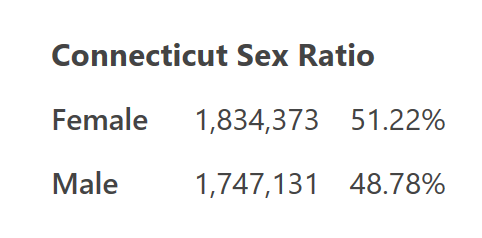 Connecticut Sex Ratio
Female 1,834,373 51.22%
Male 1,747,131 48.78%